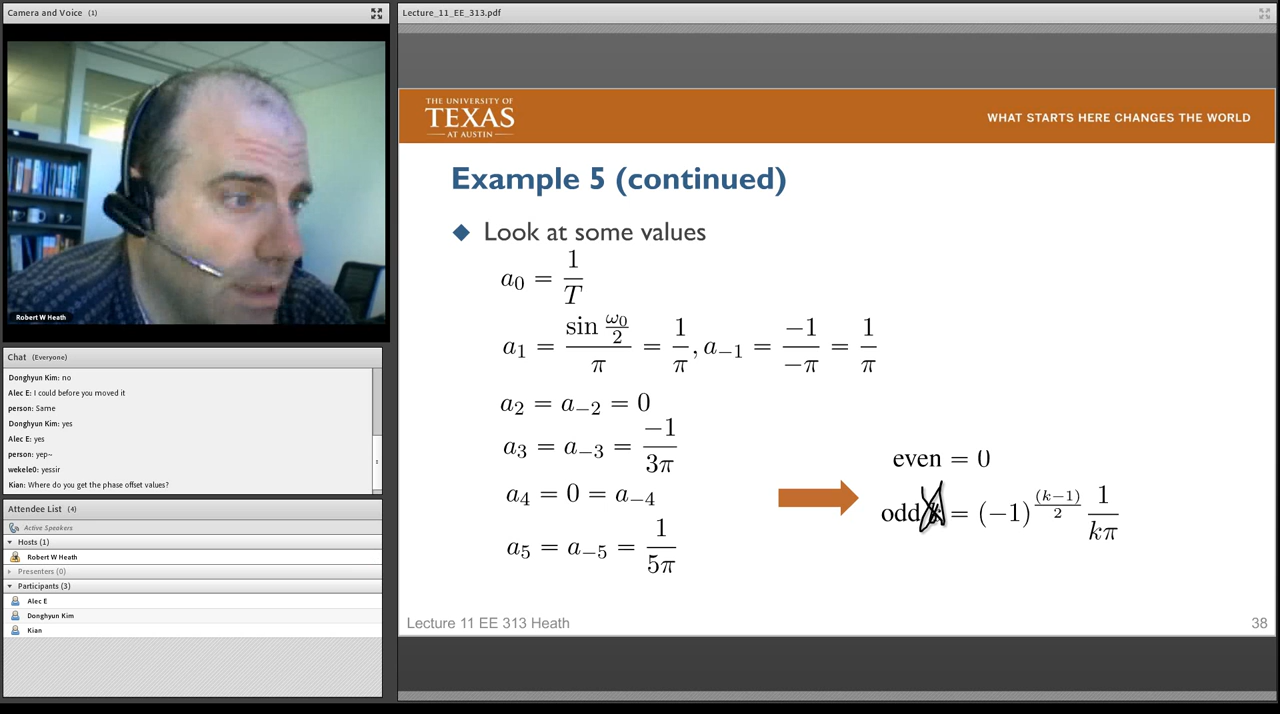 Camera and Voice (1)
Robert W Heath
Chat (Everyone)
Donghyun Kim: no
Alec E: I could before you moved it
person: Same
Donghyun Kim: yes
Alec E: yes
person: yep~
wekele0: yessir
Kian: Where do you get the phase offset values?
Attendee List (4)
Active Speakers
Hosts (1)
Robert W Heath
Presenters (0)
Participants (3)
Alec E
Donghyun Kim
Kian
Lecture_11_EE_313.pdf
THE UNIVERSITY OF
TEXAS
AT AUSTIN
WHAT STARTS HERE CHANGES THE WORLD
Example 5 (continued)
Look at some values
a₀ = 1/T
a₁ = (sin ω₀/2)/π = 1/π, a₋₁ = −1/−π = 1/π
a₂ = a₋₂ = 0
a₃ = a₋₃ = −1/3π
a₄ = 0 = a₋₄
a₅ = a₋₅ = 1/5π
even = 0
odd = (−1)^((k−1)/2) 1/kπ
Lecture 11 EE 313 Heath
38